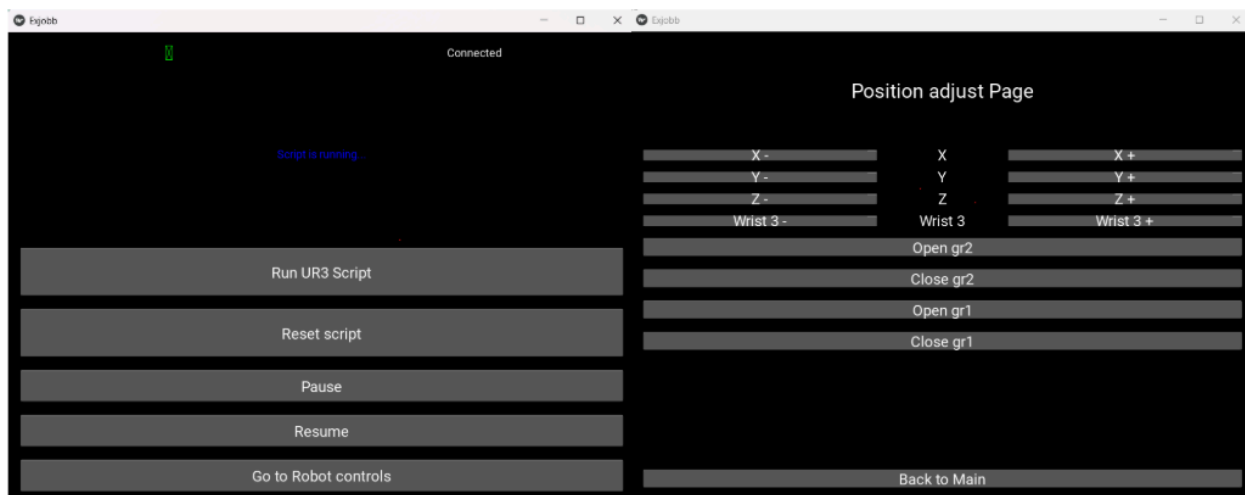 Exjobb
Connected
Script is running...
Run UR3 Script
Reset script
Pause
Resume
Go to Robot controls
Exjobb
Position adjust Page
X - X X +
Y - Y Y +
Z - Z Z +
Wrist 3 - Wrist 3 Wrist 3 +
Open gr2
Close gr2
Open gr1
Close gr1
Back to Main